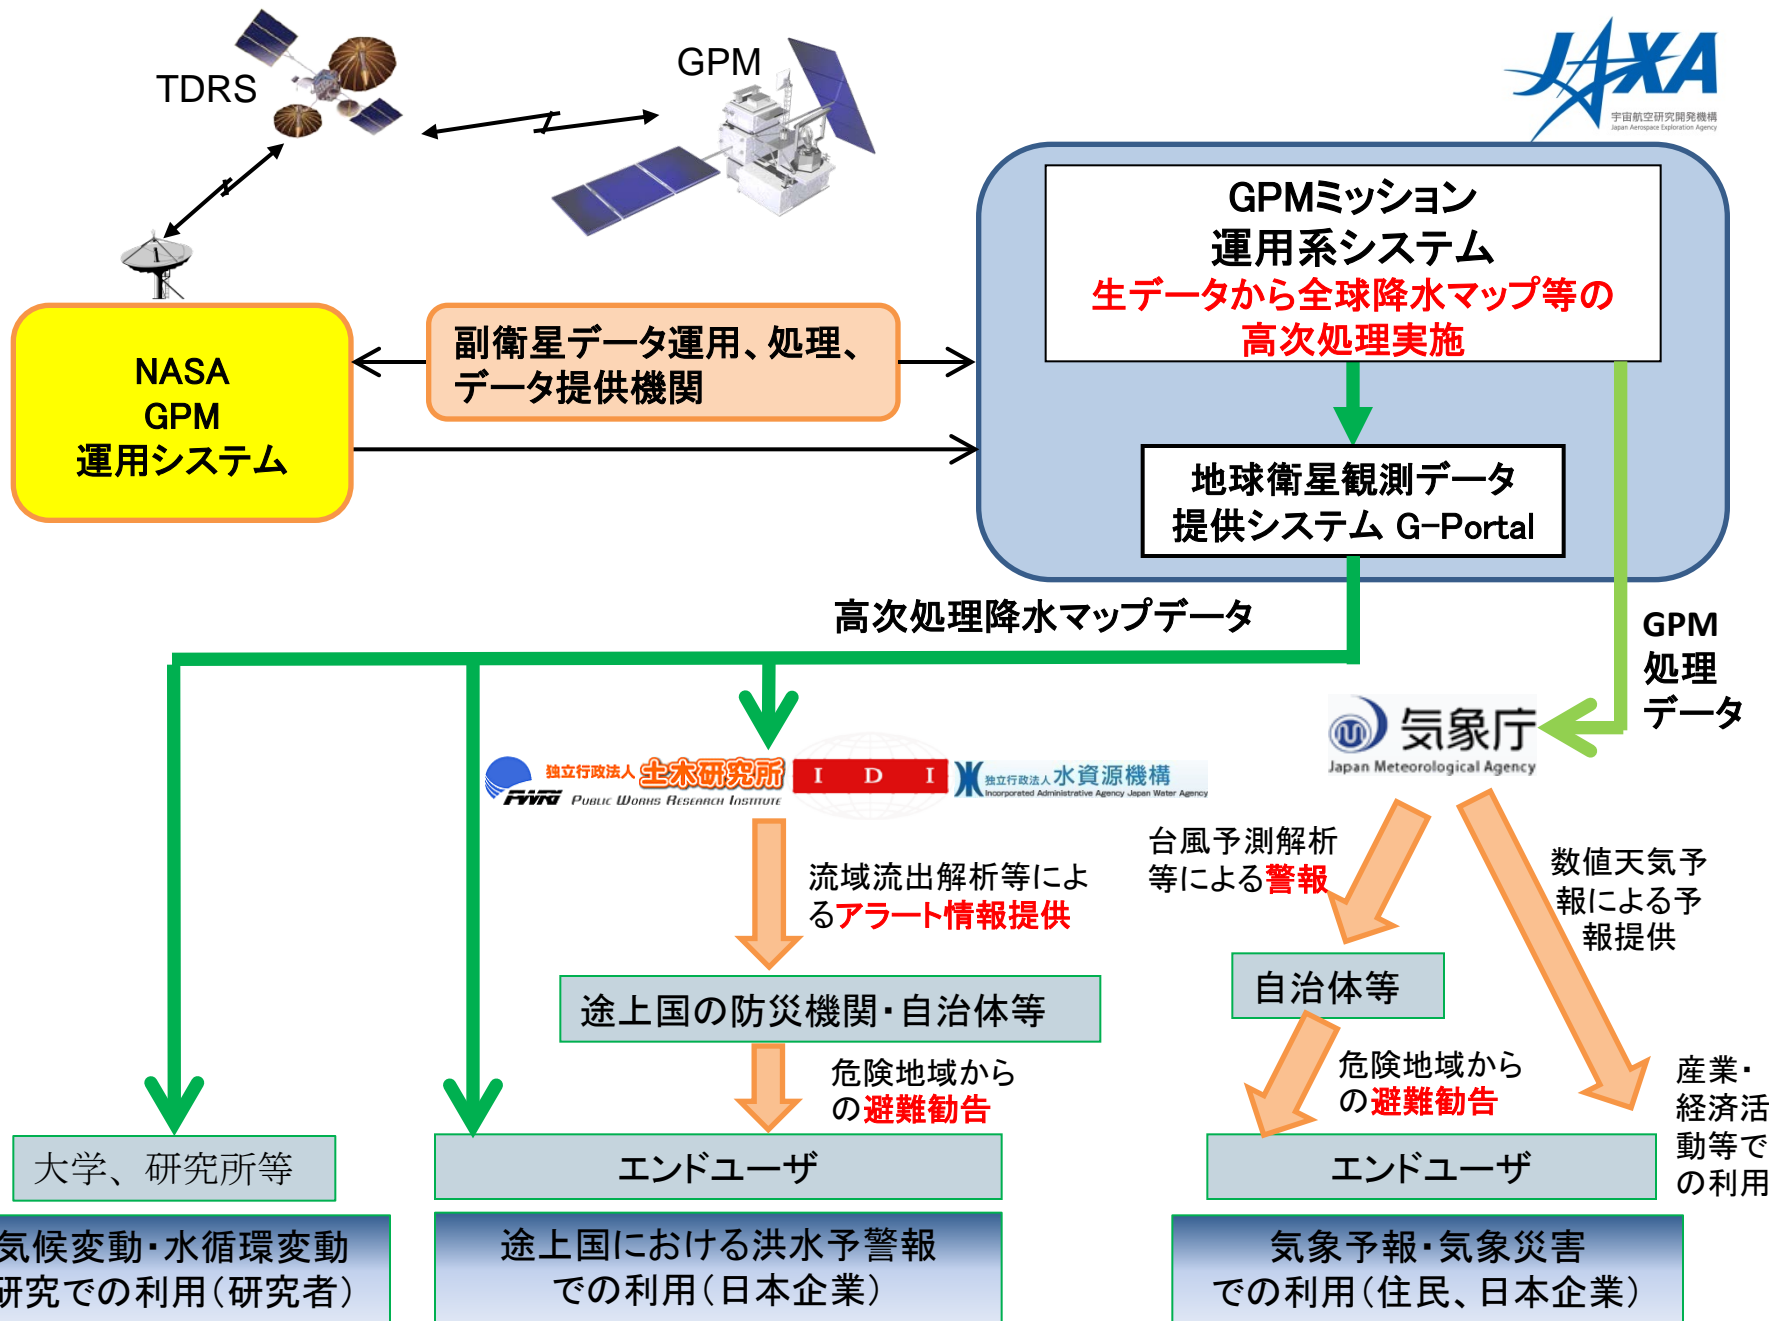 TDRS
GPM
JAXA
宇宙航空研究開発機構
Japan Aerospace Exploration Agency
GPMミッション
運用系システム
生データから全球降水マップ等の
高次処理実施
NASA
GPM
運用システム
副衛星データ運用、処理、
データ提供機関
地球衛星観測データ
提供システム G-Portal
高次処理降水マップデータ
GPM
処理
データ
気象庁
Japan Meteorological Agency
独立行政法人 土木研究所
PWRI PUBLIC WORKS RESEARCH INSTITUTE
I D I
独立行政法人 水資源機構
Incorporated Administrative Agency Japan Water Agency
流域流出解析等によ
るアラート情報提供
台風予測解析
等による警報
数値天気予
報による予
報提供
途上国の防災機関・自治体等
自治体等
危険地域から
の避難勧告
危険地域から
の避難勧告
産業・
経済活
動等で
の利用
大学、研究所等
エンドユーザ
エンドユーザ
気候変動・水循環変動
研究での利用（研究者）
途上国における洪水予警報
での利用（日本企業）
気象予報・気象災害
での利用（住民、日本企業）